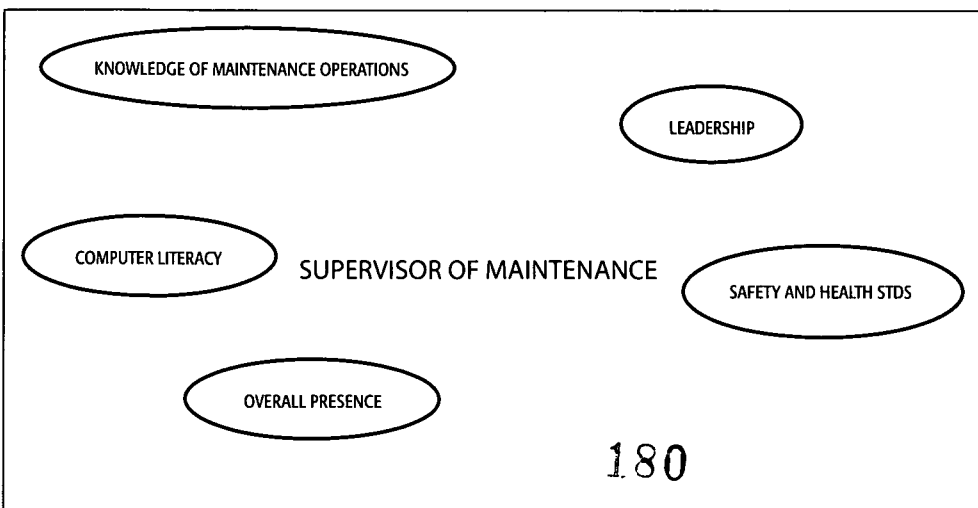 KNOWLEDGE OF MAINTENANCE OPERATIONS
LEADERSHIP
COMPUTER LITERACY
SUPERVISOR OF MAINTENANCE
SAFETY AND HEALTH STDS
OVERALL PRESENCE
180